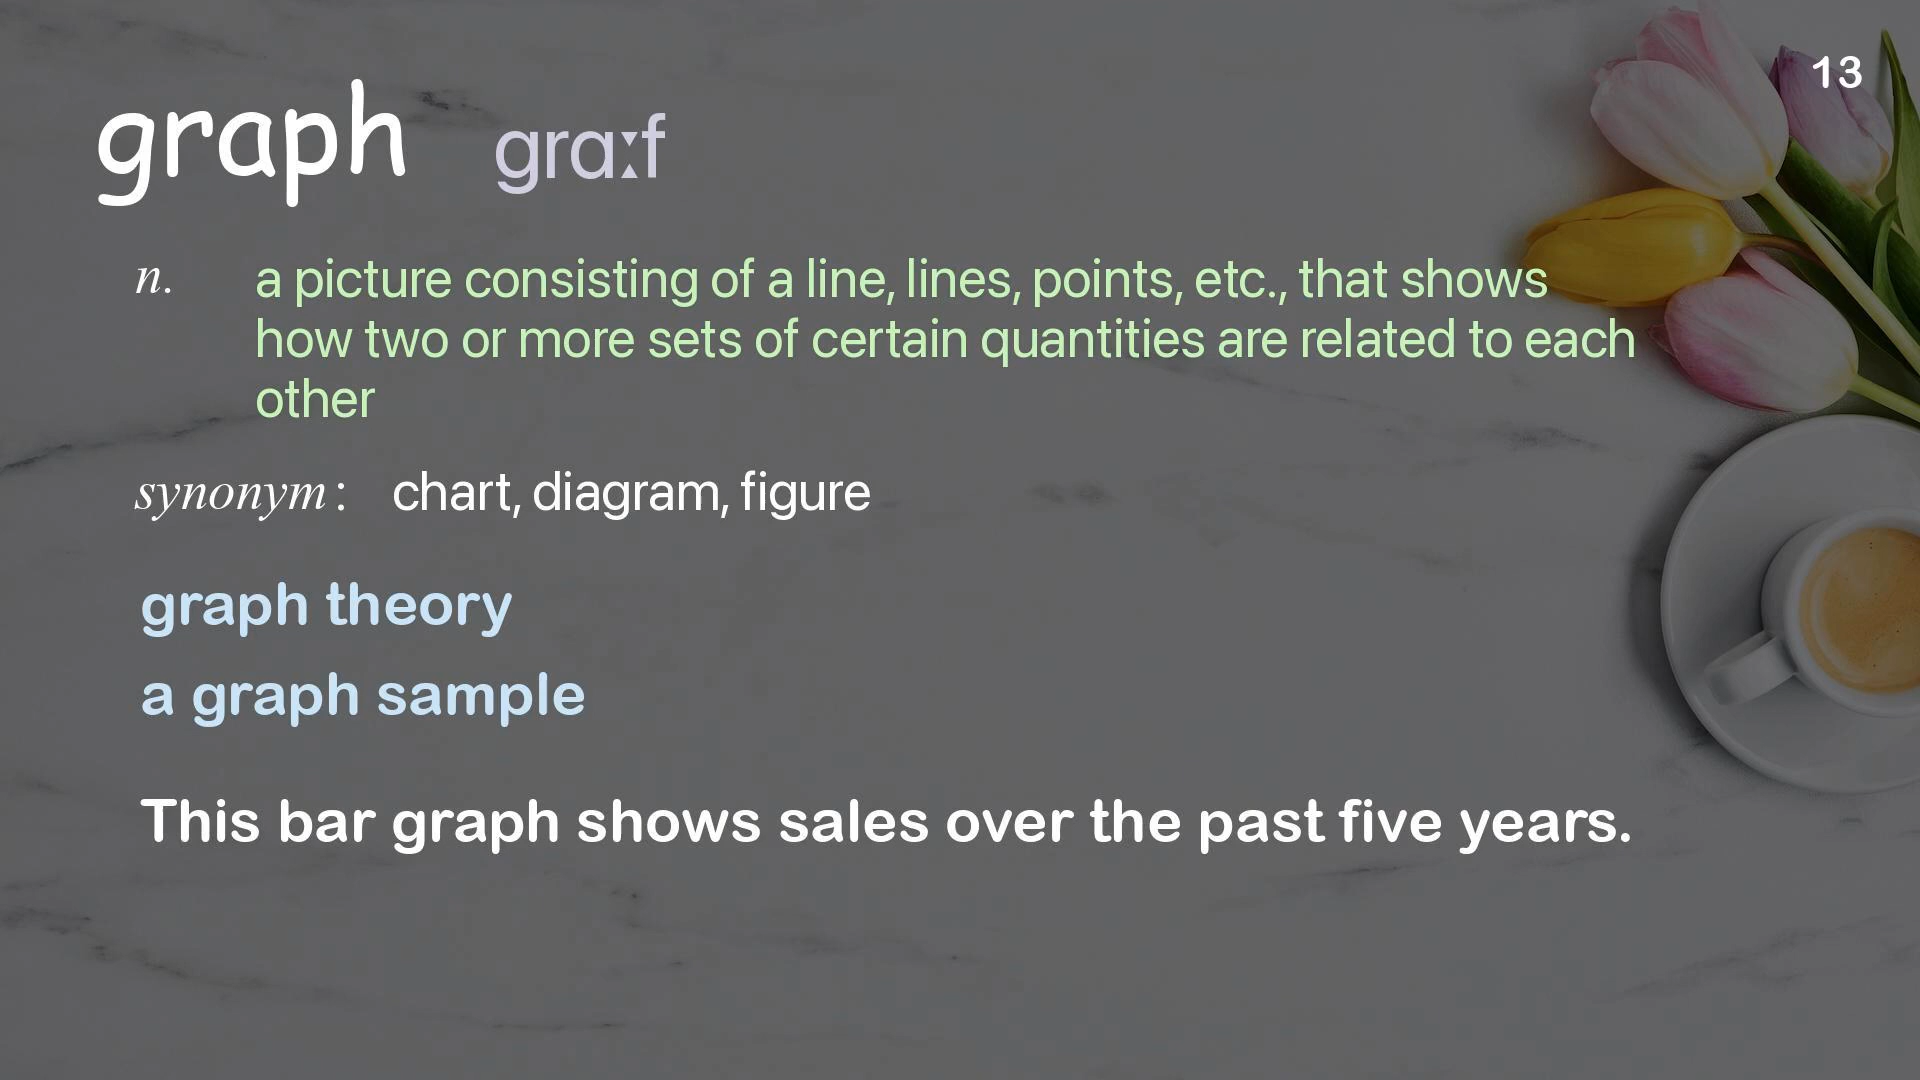 13
graph grɑːf
n. a picture consisting of a line, lines, points, etc., that shows
how two or more sets of certain quantities are related to each
other
synonym: chart, diagram, figure
graph theory
a graph sample
This bar graph shows sales over the past five years.